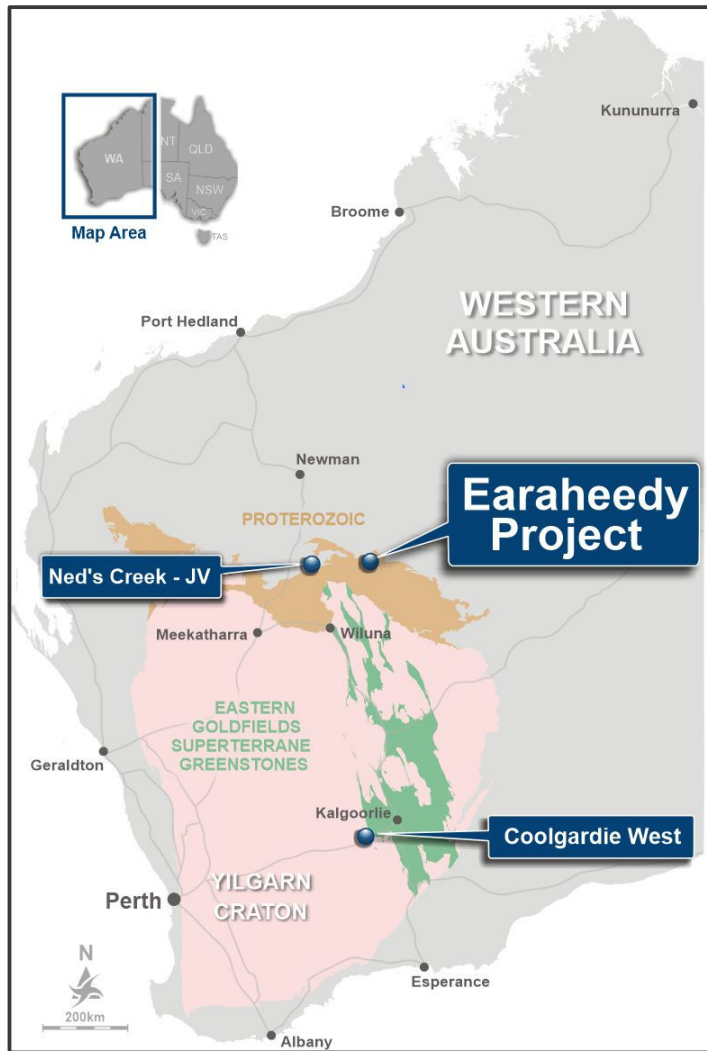 WA
NT
QLD
SA
NSW
VIC
TAS
Map Area
Kununurra
Broome
WESTERN
AUSTRALIA
Port Hedland
Newman
Earaheedy
Project
PROTEROZOIC
Ned's Creek - JV
Meekatharra
Wiluna
EASTERN
GOLDFIELDS
SUPERTERRANE
GREENSTONES
Geraldton
Kalgoorlie
Coolgardie West
Perth
YILGARN
CRATON
N
200km
Esperance
Albany